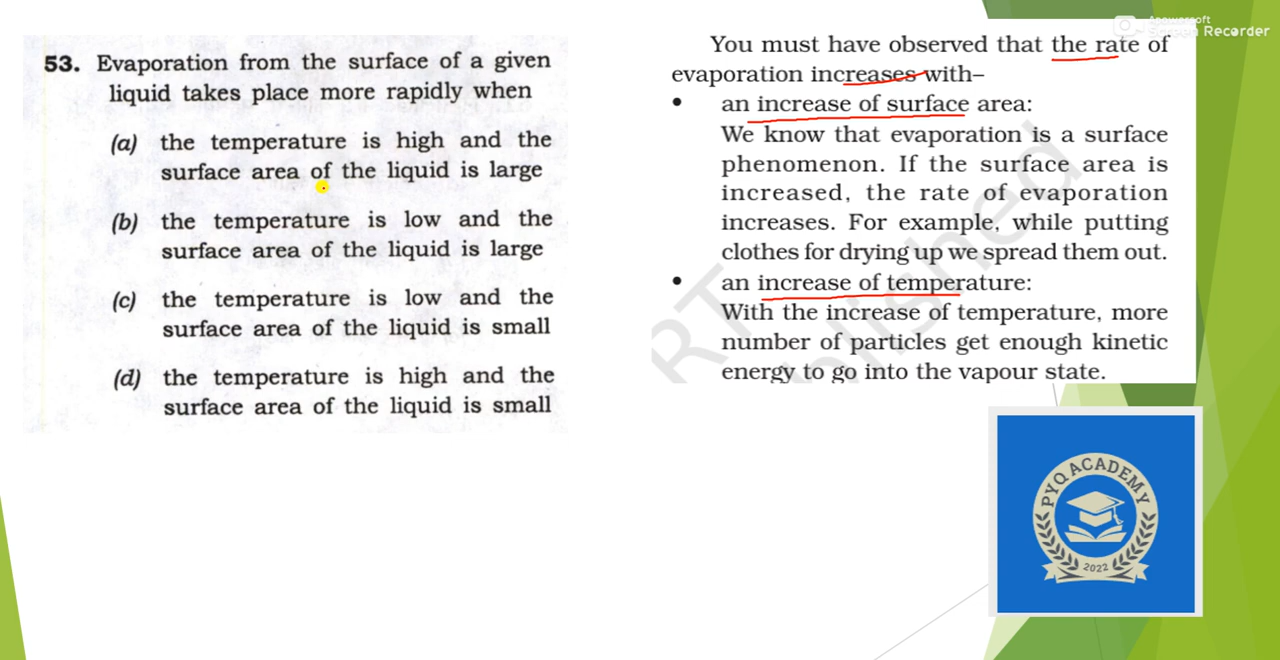 53. Evaporation from the surface of a given
liquid takes place more rapidly when
(a) the temperature is high and the
surface area of the liquid is large
(b) the temperature is low and the
surface area of the liquid is large
(c) the temperature is low and the
surface area of the liquid is small
(d) the temperature is high and the
surface area of the liquid is small
Apowersoft
Screen Recorder
You must have observed that the rate of
evaporation increases with–
• an increase of surface area:
We know that evaporation is a surface
phenomenon. If the surface area is
increased, the rate of evaporation
increases. For example, while putting
clothes for drying up we spread them out.
• an increase of temperature:
With the increase of temperature, more
number of particles get enough kinetic
energy to go into the vapour state.
PYQ ACADEMY
2022